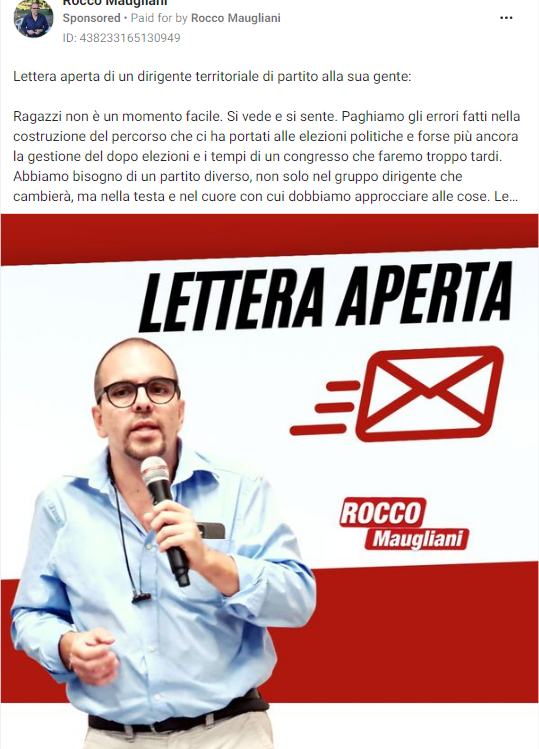 Rocco Maugliani
Sponsored • Paid for by Rocco Maugliani
ID: 438233165130949
Lettera aperta di un dirigente territoriale di partito alla sua gente:
Ragazzi non è un momento facile. Si vede e si sente. Paghiamo gli errori fatti nella
costruzione del percorso che ci ha portati alle elezioni politiche e forse più ancora
la gestione del dopo elezioni e i tempi di un congresso che faremo troppo tardi.
Abbiamo bisogno di un partito diverso, non solo nel gruppo dirigente che
cambierà, ma nella testa e nel cuore con cui dobbiamo approcciare alle cose. Le...
LETTERA APERTA
ROCCO
Maugliani